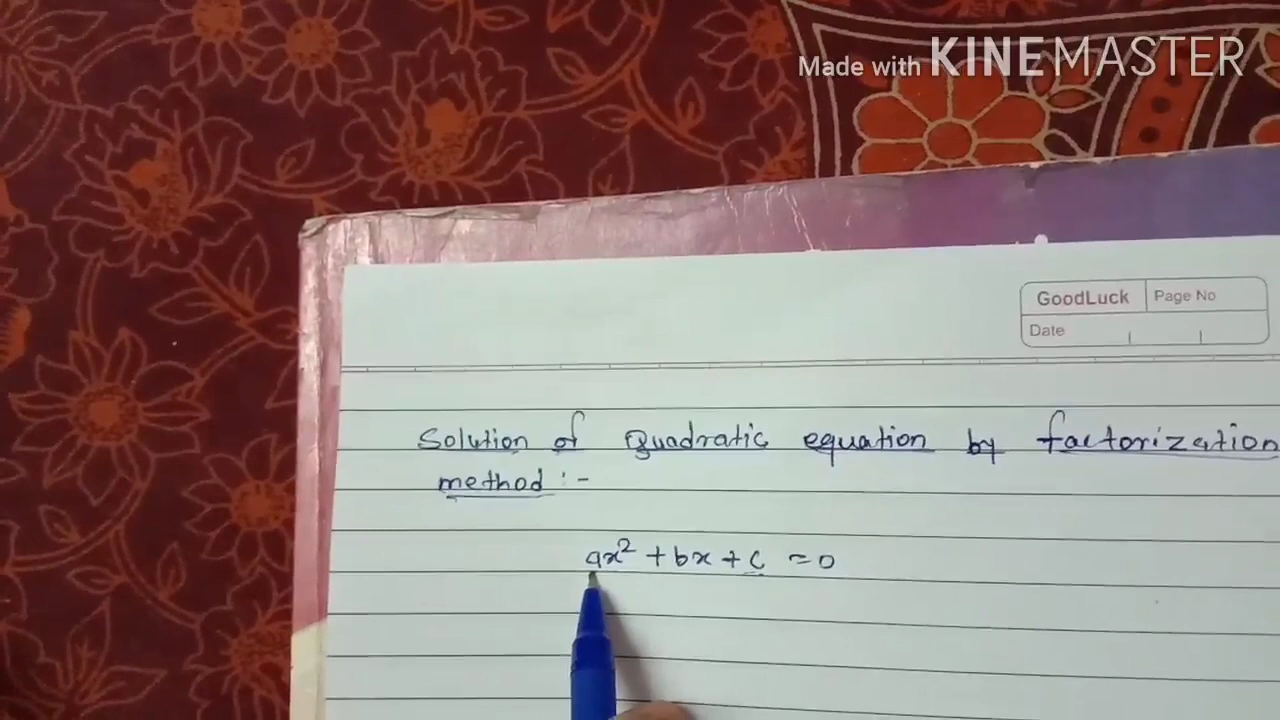 Made with KINEMASTER
GoodLuck Page No
Date
Solution of Quadratic equation by factorization
method :-
ax² + bx + c = 0